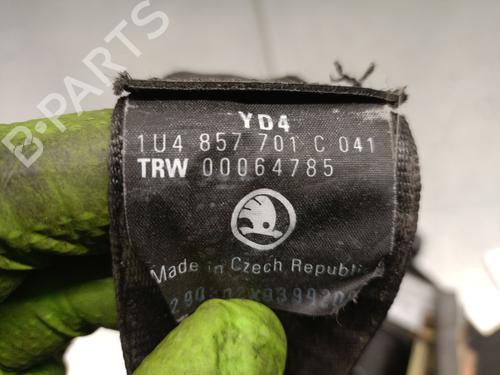 B-PARTS
YD4
1U4 857 701 C 041
TRW 00064785
Made in Czech Republic